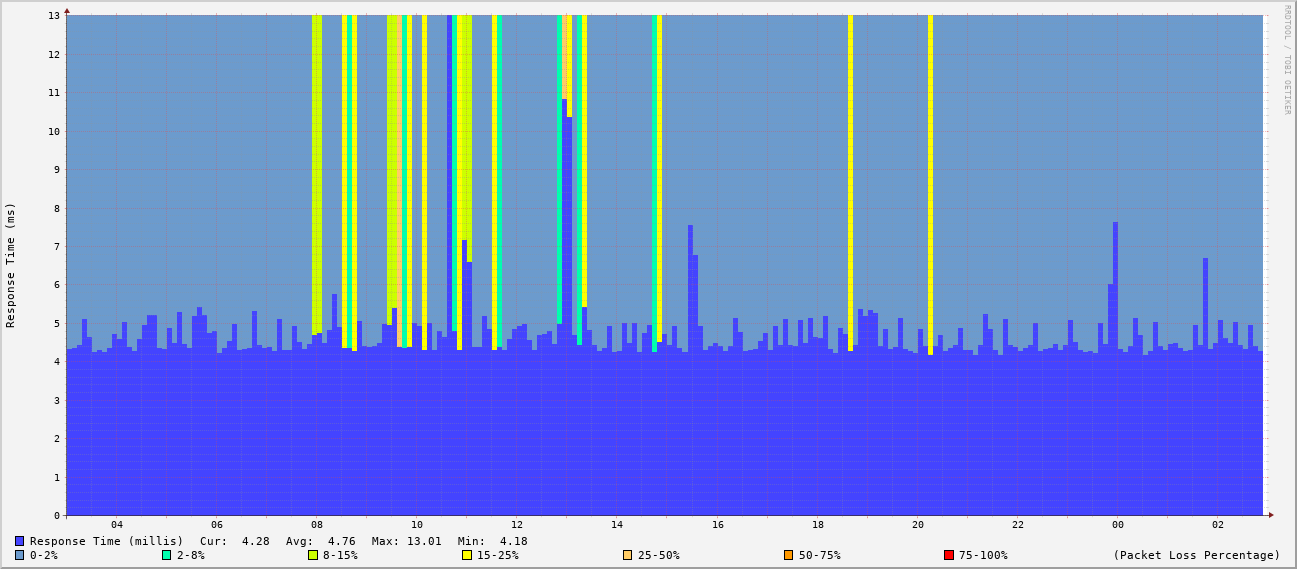 RRDTOOL / TOBI OETIKER
Response Time (ms)
13
12
11
10
9
8
7
6
5
4
3
2
1
0
04 06 08 10 12 14 16 18 20 22 00 02
Response Time (millis) Cur: 4.28 Avg: 4.76 Max: 13.01 Min: 4.18
0-2% 2-8% 8-15% 15-25% 25-50% 50-75% 75-100% (Packet Loss Percentage)